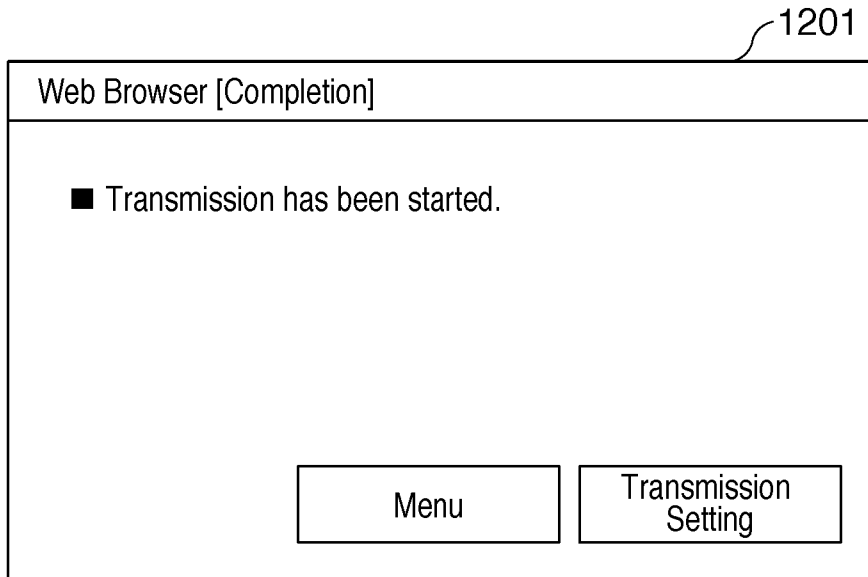 1201
Web Browser [Completion]
■ Transmission has been started.
Menu
Transmission
Setting